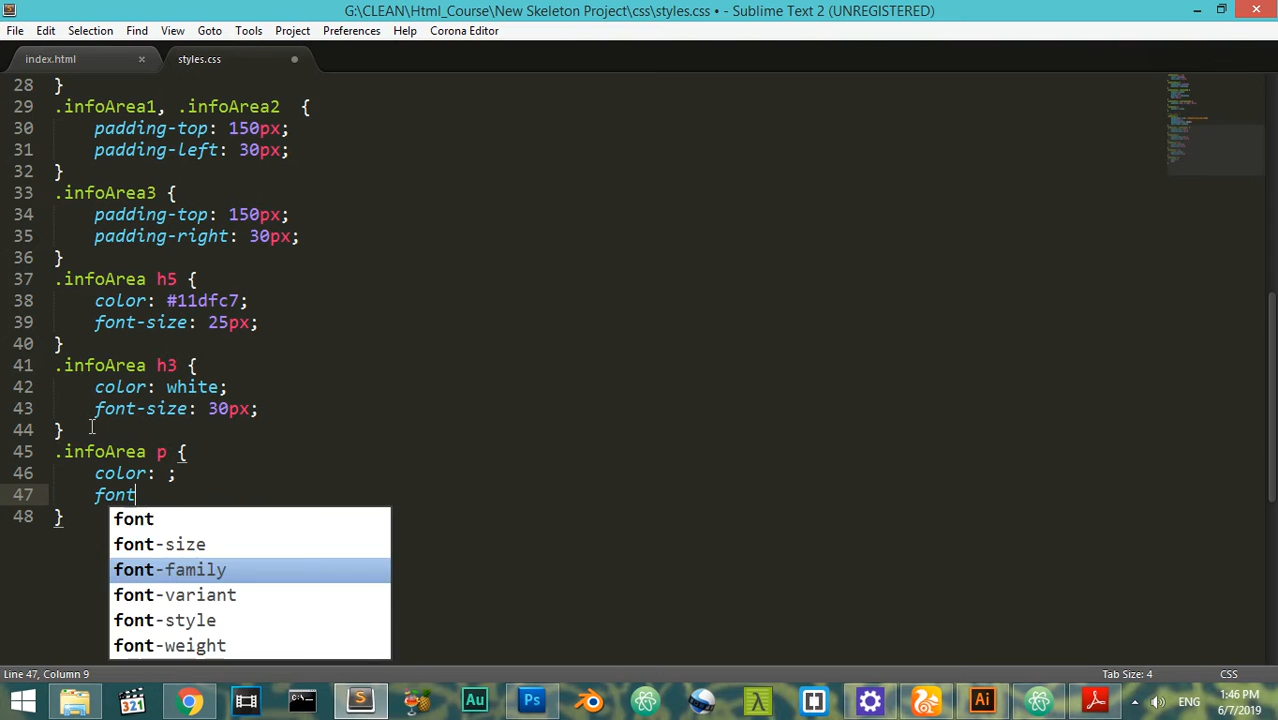 G:\CLEAN\Html_Course\New Skeleton Project\css\styles.css • - Sublime Text 2 (UNREGISTERED)
File Edit Selection Find View Goto Tools Project Preferences Help Corona Editor
index.html × styles.css
28 }
29 .infoArea1, .infoArea2 {
30 padding-top: 150px;
31 padding-left: 30px;
32 }
33 .infoArea3 {
34 padding-top: 150px;
35 padding-right: 30px;
36 }
37 .infoArea h5 {
38 color: #11dfc7;
39 font-size: 25px;
40 }
41 .infoArea h3 {
42 color: white;
43 font-size: 30px;
44 }
45 .infoArea p {
46 color: ;
47 font
48 }
font
font-size
font-family
font-variant
font-style
font-weight
Line 47, Column 9 Tab Size: 4 CSS
321 Au Ps Ai ENG 1:46 PM
6/7/2019